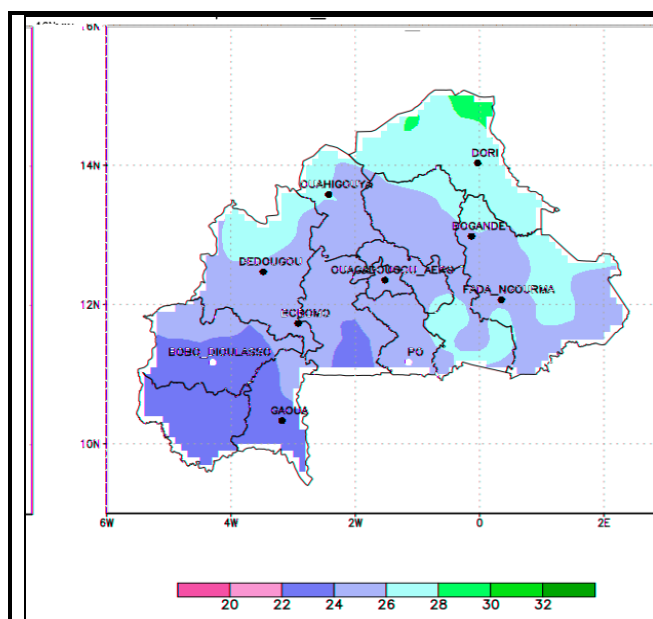 16N
DORI
14N
OUAHIGOUYA
BOGANDE
DEDOUGOU
FADA_NGOURMA
12N
BOROMO
BOBO_DIOULASSO
PO
GAOUA
10N
6W 4W 2W 0 2E
20 22 24 26 28 30 32